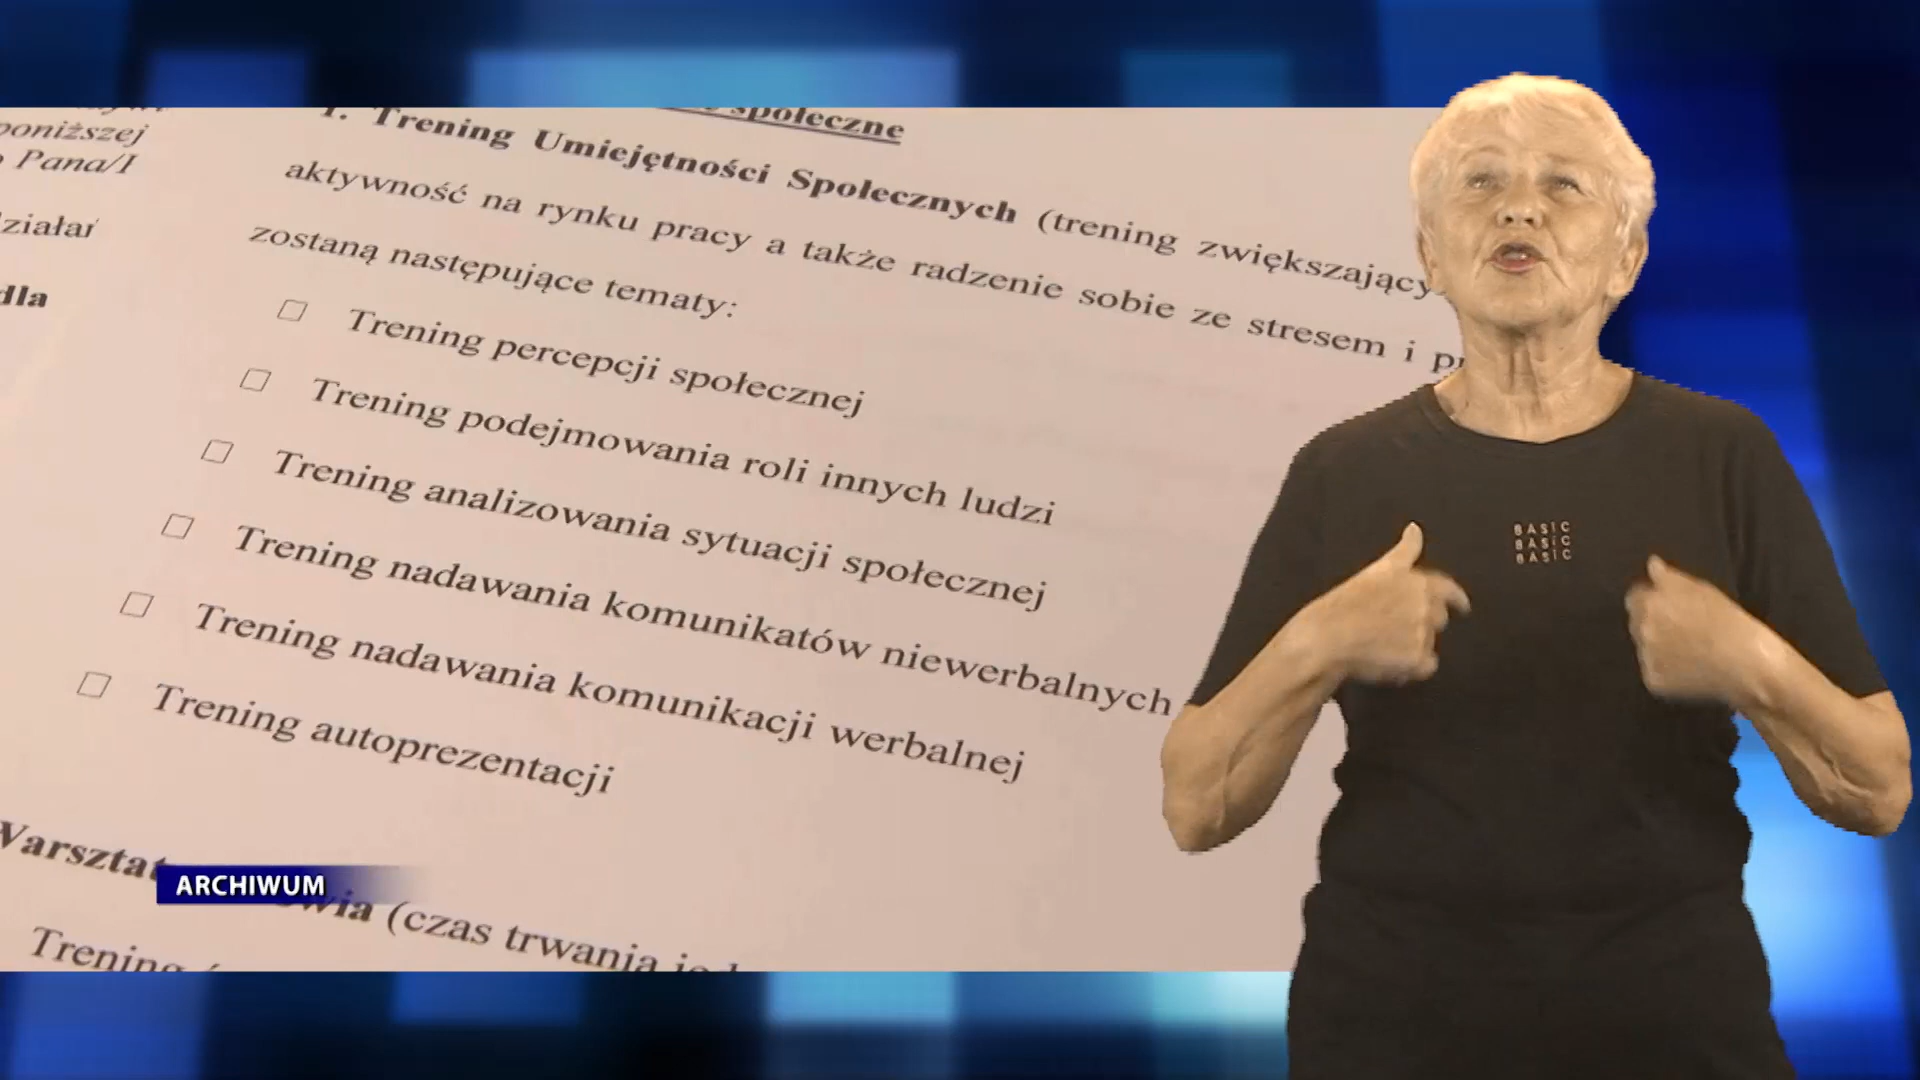 poniższej
Pana/I
dla
społeczne
1. Trening Umiejętności Społecznych (trening zwiększający
aktywność na rynku pracy a także radzenie sobie ze stresem i
zostaną następujące tematy:
□ Trening percepcji społecznej
□ Trening podejmowania roli innych ludzi
□ Trening analizowania sytuacji społecznej
□ Trening nadawania komunikatów niewerbalnych
□ Trening nadawania komunikacji werbalnej
□ Trening autoprezentacji
(czas trwania
Trening
ARCHIWUM
BASIC
BASIC
BASIC